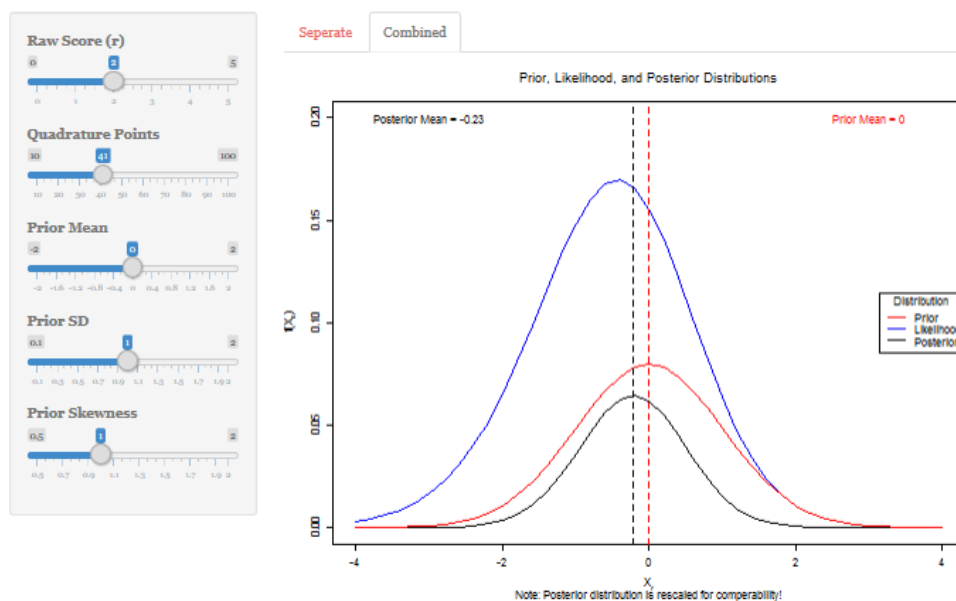 Raw Score (r)
0 2 5
0 1 2 3 4 5
Quadrature Points
10 41 100
10 20 30 40 50 60 70 80 90 100
Prior Mean
-2 0 2
-2 -1.6 -1.2 -0.8 -0.4 0 0.4 0.8 1.2 1.6 2
Prior SD
0.1 1 2
0.1 0.3 0.5 0.7 0.9 1.1 1.3 1.5 1.7 1.9 2
Prior Skewness
0.5 1 2
0.5 0.7 0.9 1.1 1.3 1.5 1.7 1.9 2
Seperate Combined
Prior, Likelihood, and Posterior Distributions
Posterior Mean = -0.23 Prior Mean = 0
0.20
0.15
0.10
0.05
0.00
f(Xr)
Distribution
Prior
Likelihood
Posterior
-4 -2 0 2 4
Xr
Note: Posterior distribution is rescaled for comperability!